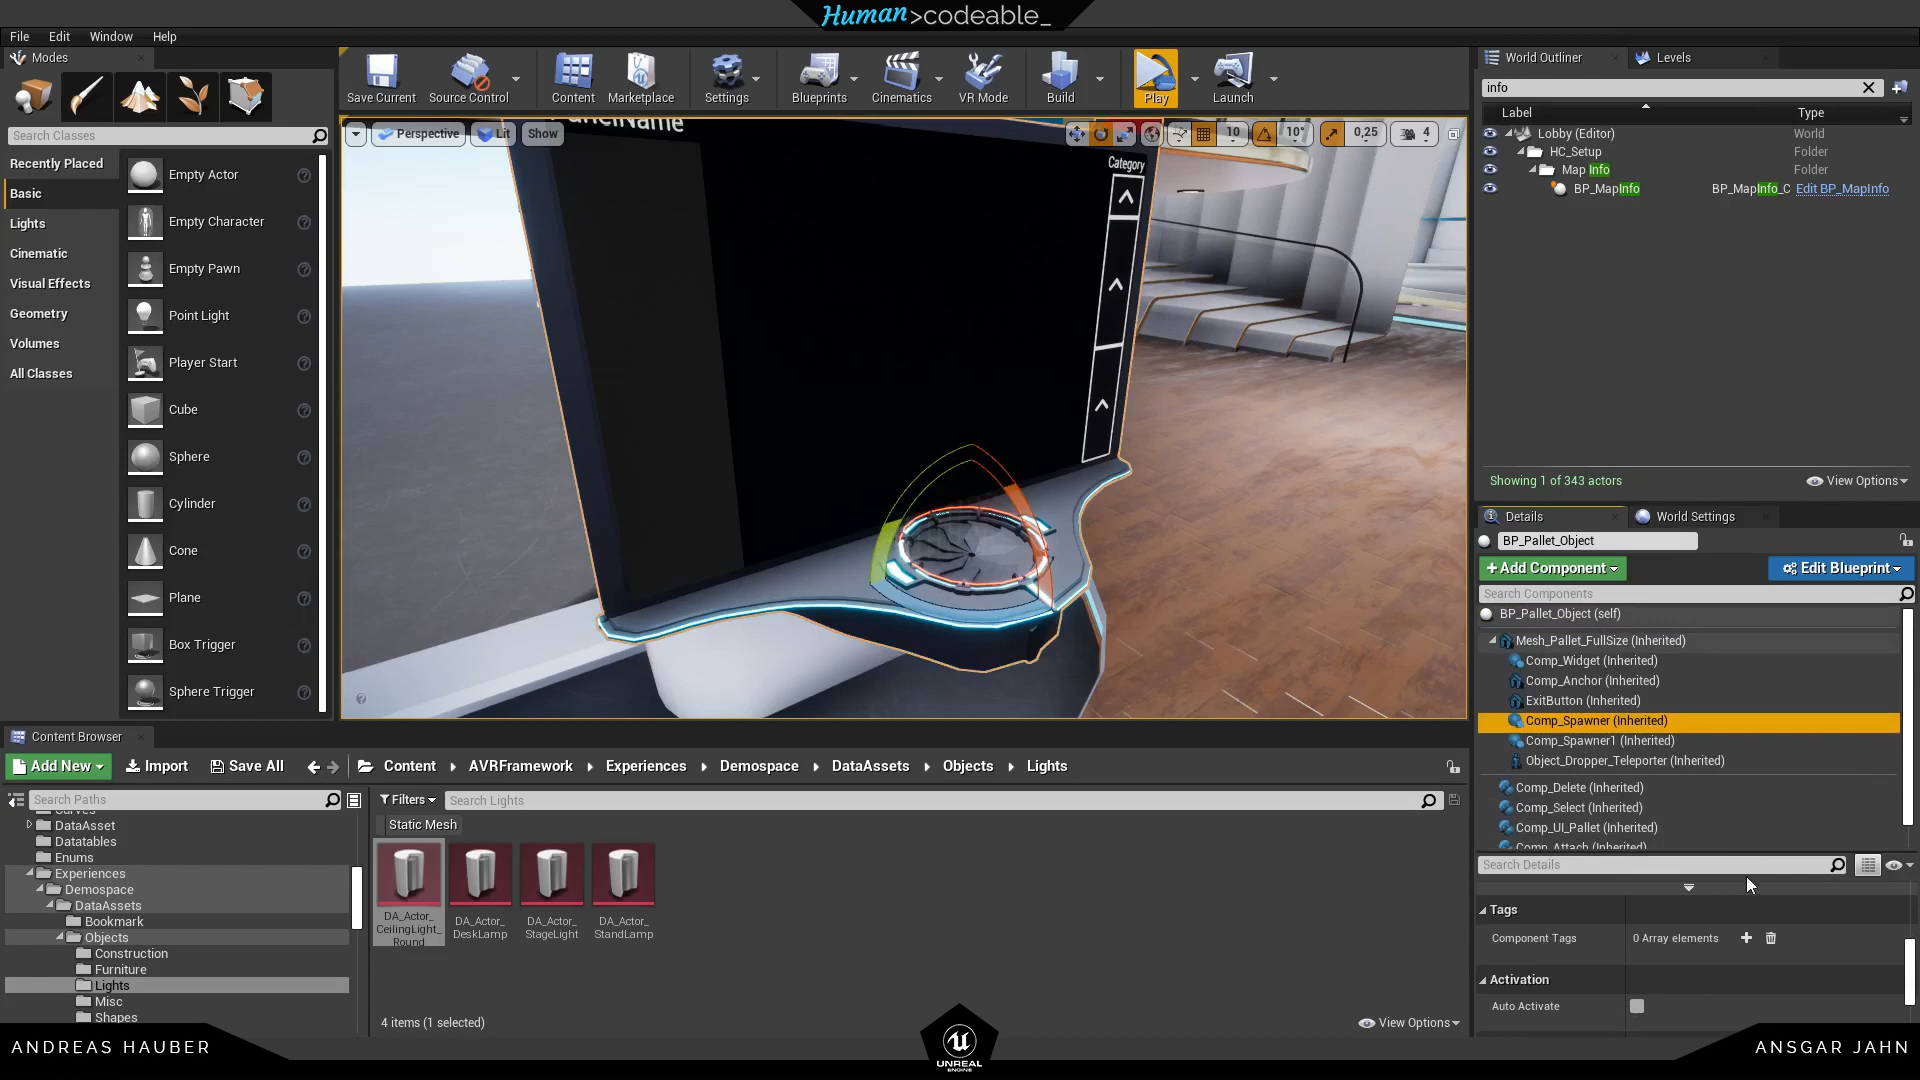 Human>codeable_
File Edit Window Help
Modes
Search Classes
Recently Placed
Basic
Lights
Cinematic
Visual Effects
Geometry
Volumes
All Classes
Empty Actor
Empty Character
Empty Pawn
Point Light
Player Start
Cube
Sphere
Cylinder
Cone
Plane
Box Trigger
Sphere Trigger
Save Current
Source Control
Content
Marketplace
Settings
Blueprints
Cinematics
VR Mode
Build
Play
Launch
Perspective
Lit
Show
10
10°
0,25
4
Category
World Outliner
Levels
info
Label
Type
Lobby (Editor) World
HC_Setup Folder
Map Info Folder
BP_MapInfo BP_MapInfo_C Edit BP_MapInfo
Showing 1 of 343 actors
View Options
Details
World Settings
BP_Pallet_Object
+ Add Component
Edit Blueprint
Search Components
BP_Pallet_Object (self)
Mesh_Pallet_FullSize (Inherited)
Comp_Widget (Inherited)
Comp_Anchor (Inherited)
ExitButton (Inherited)
Comp_Spawner (Inherited)
Comp_Spawner1 (Inherited)
Object_Dropper_Teleporter (Inherited)
Comp_Delete (Inherited)
Comp_Select (Inherited)
Comp_UI_Pallet (Inherited)
Comp_Attach (Inherited)
Search Details
Tags
Component Tags 0 Array elements
Activation
Auto Activate
Content Browser
Add New
Import
Save All
Content
AVRFramework
Experiences
Demospace
DataAssets
Objects
Lights
Search Paths
Curves
DataAsset
Datatables
Enums
Experiences
Demospace
DataAssets
Bookmark
Objects
Construction
Furniture
Lights
Misc
Shapes
Filters
Search Lights
Static Mesh
DA_Actor_
CeilingLight_
Round
DA_Actor_
DeskLamp
DA_Actor_
StageLight
DA_Actor_
StandLamp
4 items (1 selected)
View Options
ANDREAS HAUBER
UNREAL
ENGINE
ANSGAR JAHN